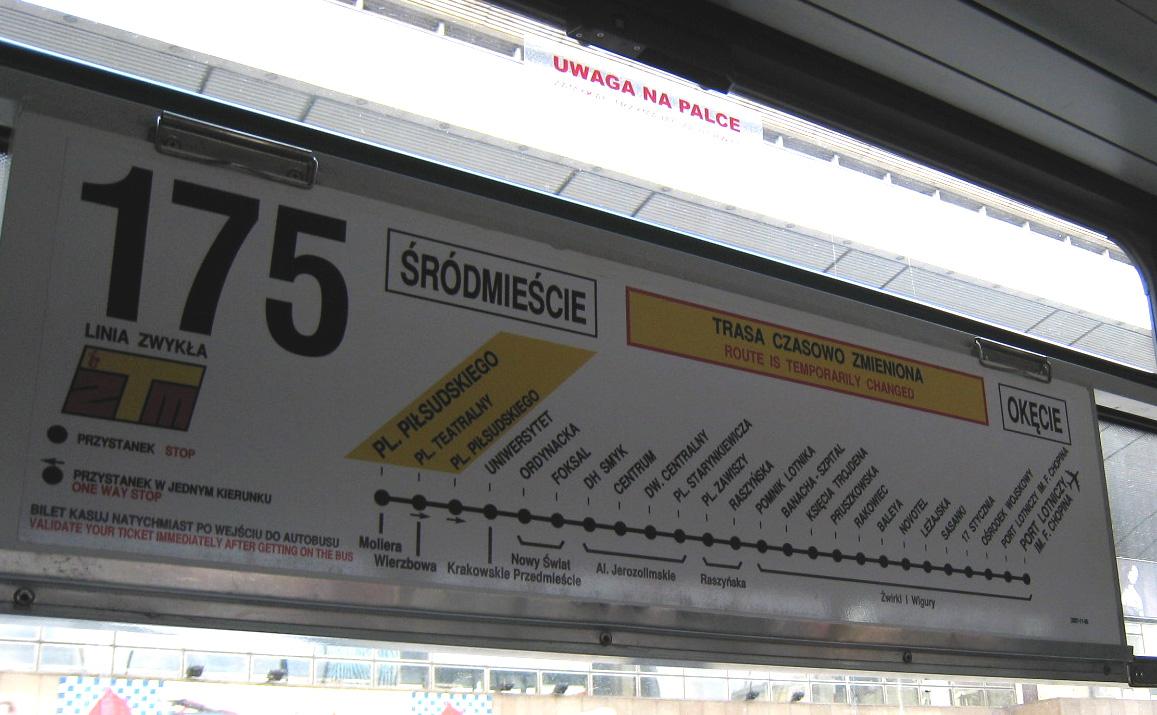 UWAGA NA PALCE
175
LINIA ZWYKŁA
ZTM
PRZYSTANEK STOP
PRZYSTANEK W JEDNYM KIERUNKU
ONE WAY STOP
BILET KASUJ NATYCHMIAST PO WEJŚCIU DO AUTOBUSU
VALIDATE YOUR TICKET IMMEDIATELY AFTER GETTING ON THE BUS
ŚRÓDMIEŚCIE
TRASA CZASOWO ZMIENIONA
ROUTE IS TEMPORARILY CHANGED
OKĘCIE
PL. PIŁSUDSKIEGO
PL. TEATRALNY
PL. PIŁSUDSKIEGO
UNIWERSYTET
ORDYNACKA
FOKSAL
DH SMYK
CENTRUM
DW. CENTRALNY
PL. STARYNKIEWICZA
PL. ZAWISZY
RASZYŃSKA
POMNIK LOTNIKA
BANACHA - SZPITAL
KSIĘCIA TROJDENA
PRUSZKOWSKA
RAKOWIEC
BALEYA
NOVOTEL
LEŻAJSKA
SASANKI
17 STYCZNIA
OŚRODEK WOJSKOWY
PORT LOTNICZY IM. F. CHOPINA
PORT LOTNICZY
IM. F. CHOPINA
Moliera
Wierzbowa
Krakowskie Przedmieście
Nowy Świat
Al. Jerozolimskie
Raszyńska
Żwirki i Wigury